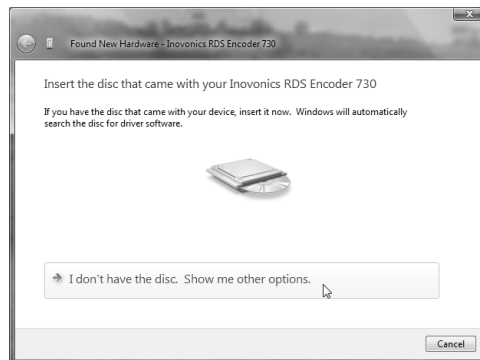 Found New Hardware - Inovonics RDS Encoder 730
Insert the disc that came with your Inovonics RDS Encoder 730
If you have the disc that came with your device, insert it now. Windows will automatically
search the disc for driver software.
I don't have the disc. Show me other options.
Cancel